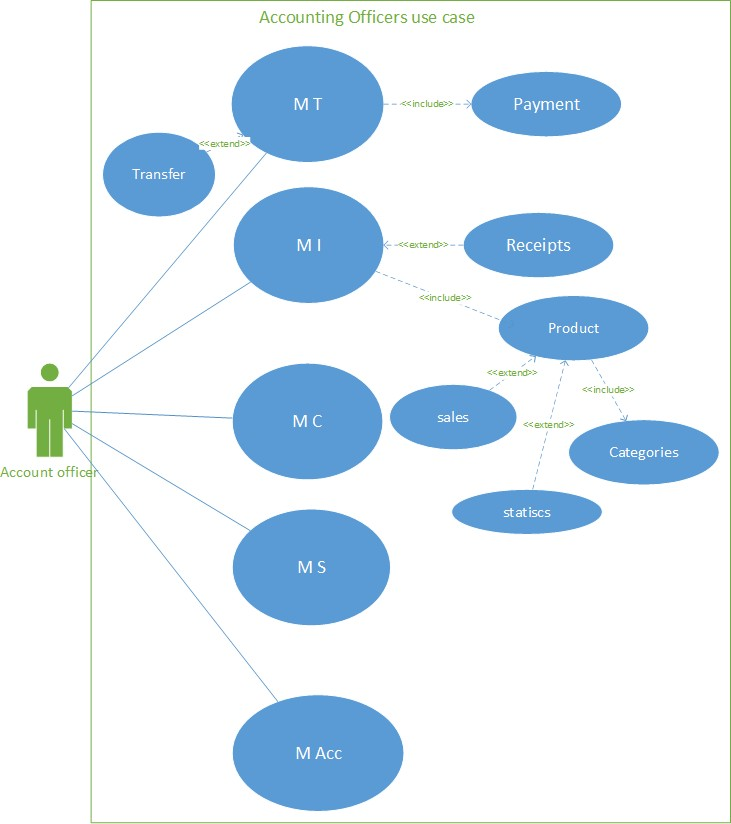 Accounting Officers use case
M T
<<include>>
Payment
<<extend>>
Transfer
M I
<<extend>>
Receipts
<<include>>
Product
<<extend>>
<<include>>
sales
<<extend>>
M C
Categories
Account officer
statiscs
M S
M Acc